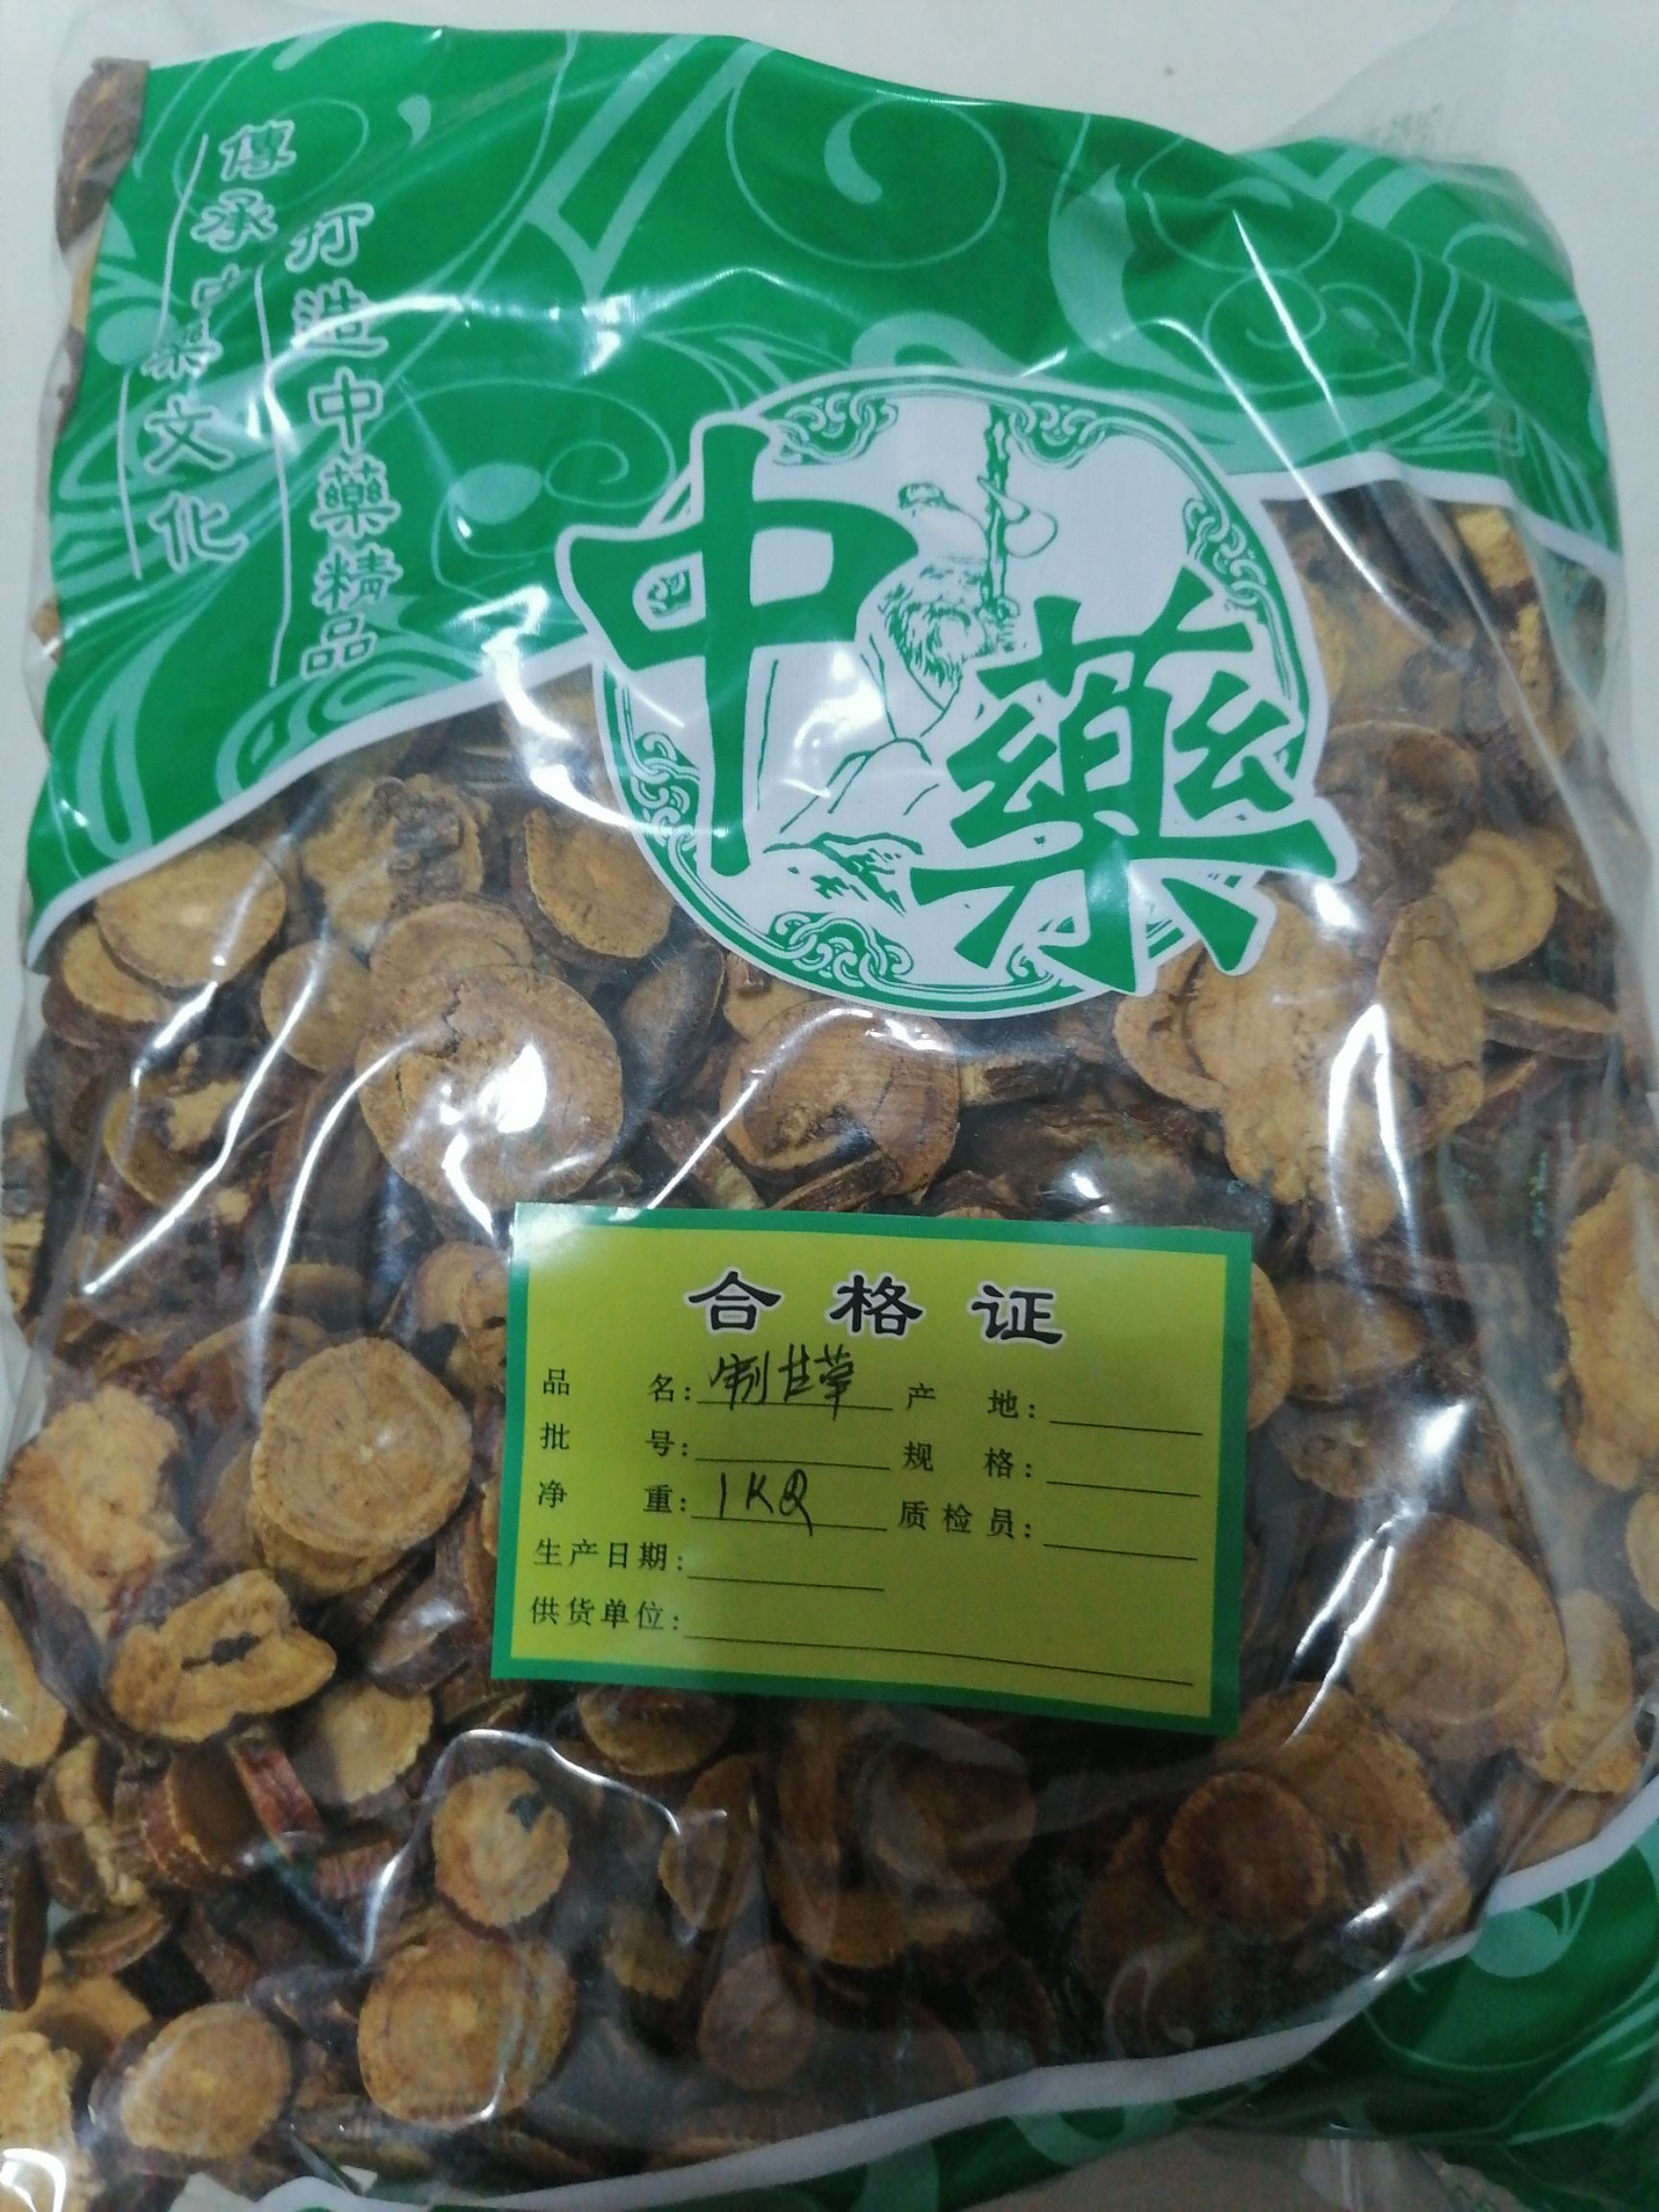 傳承中藥文化
打造中藥精品
中藥
合格证
品名：制甘草 产地：
批号： 规格：
净重：1KQ 质检员：
生产日期：
供货单位：